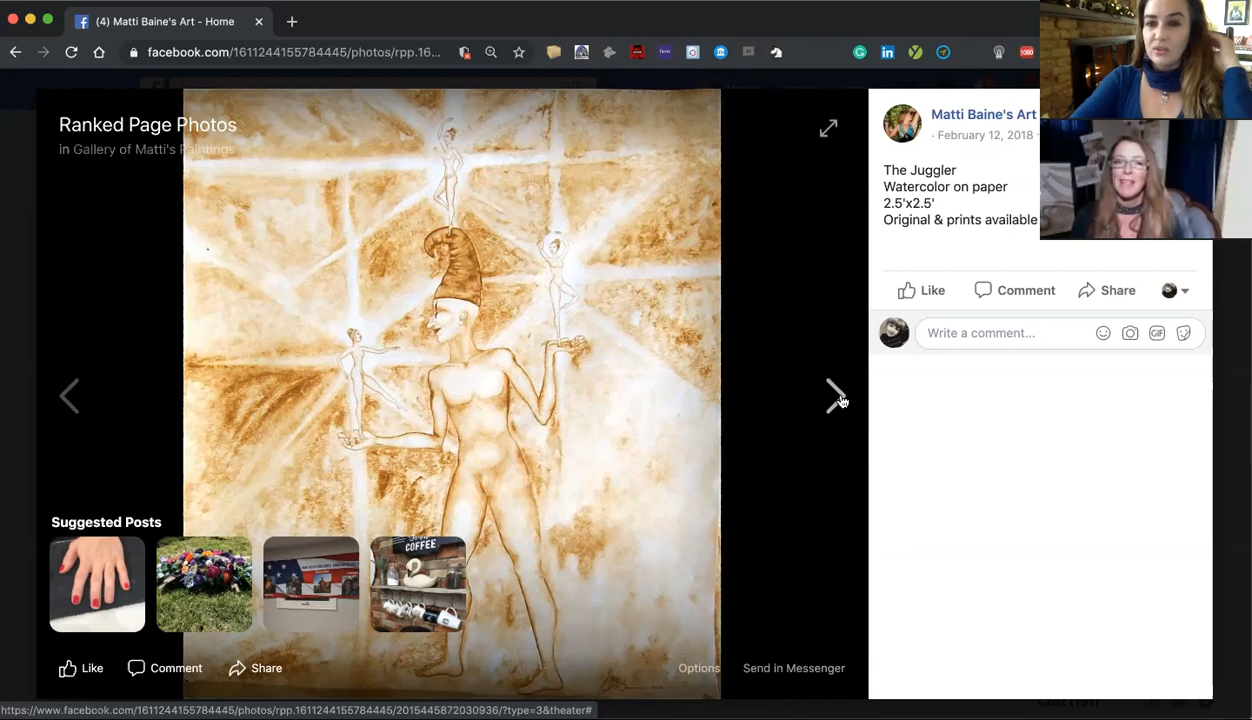 (4) Matti Baine's Art - Home
facebook.com/1611244155784445/photos/rpp.16...
1060
Ranked Page Photos
in Gallery of Matti's Paintings
Matti Baine's Art
· February 12, 2018 ·
The Juggler
Watercolor on paper
2.5'x2.5'
Original & prints available
Like
Comment
Share
Write a comment...
GIF
Suggested Posts
COFFEE
Like
Comment
Share
Options
Send in Messenger
https://www.facebook.com/1611244155784445/photos/rpp.1611244155784445/2015445872030936/?type=3&theater#